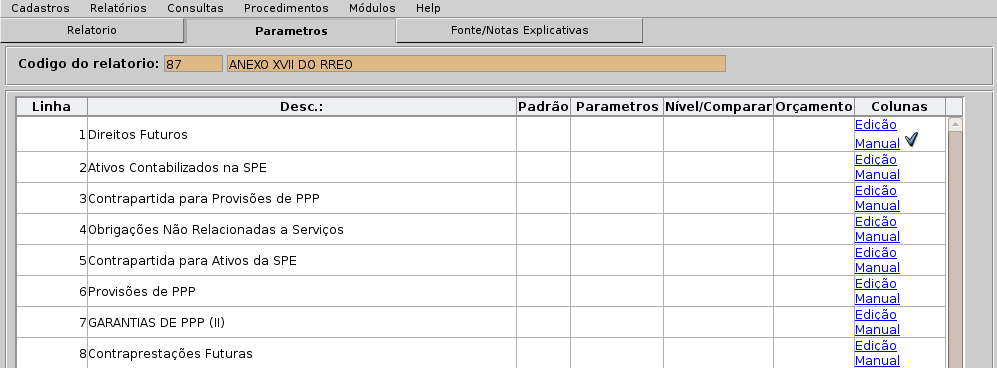 Cadastros Relatórios Consultas Procedimentos Módulos Help
Relatorio Parametros Fonte/Notas Explicativas
Codigo do relatorio: 87 ANEXO XVII DO RREO
Linha Desc.: Padrão Parametros Nível/Comparar Orçamento Colunas
1 Direitos Futuros Edição
Manual
2 Ativos Contabilizados na SPE Edição
Manual
3 Contrapartida para Provisões de PPP Edição
Manual
4 Obrigações Não Relacionadas a Serviços Edição
Manual
5 Contrapartida para Ativos da SPE Edição
Manual
6 Provisões de PPP Edição
Manual
7 GARANTIAS DE PPP (II) Edição
Manual
8 Contraprestações Futuras Edição
Manual